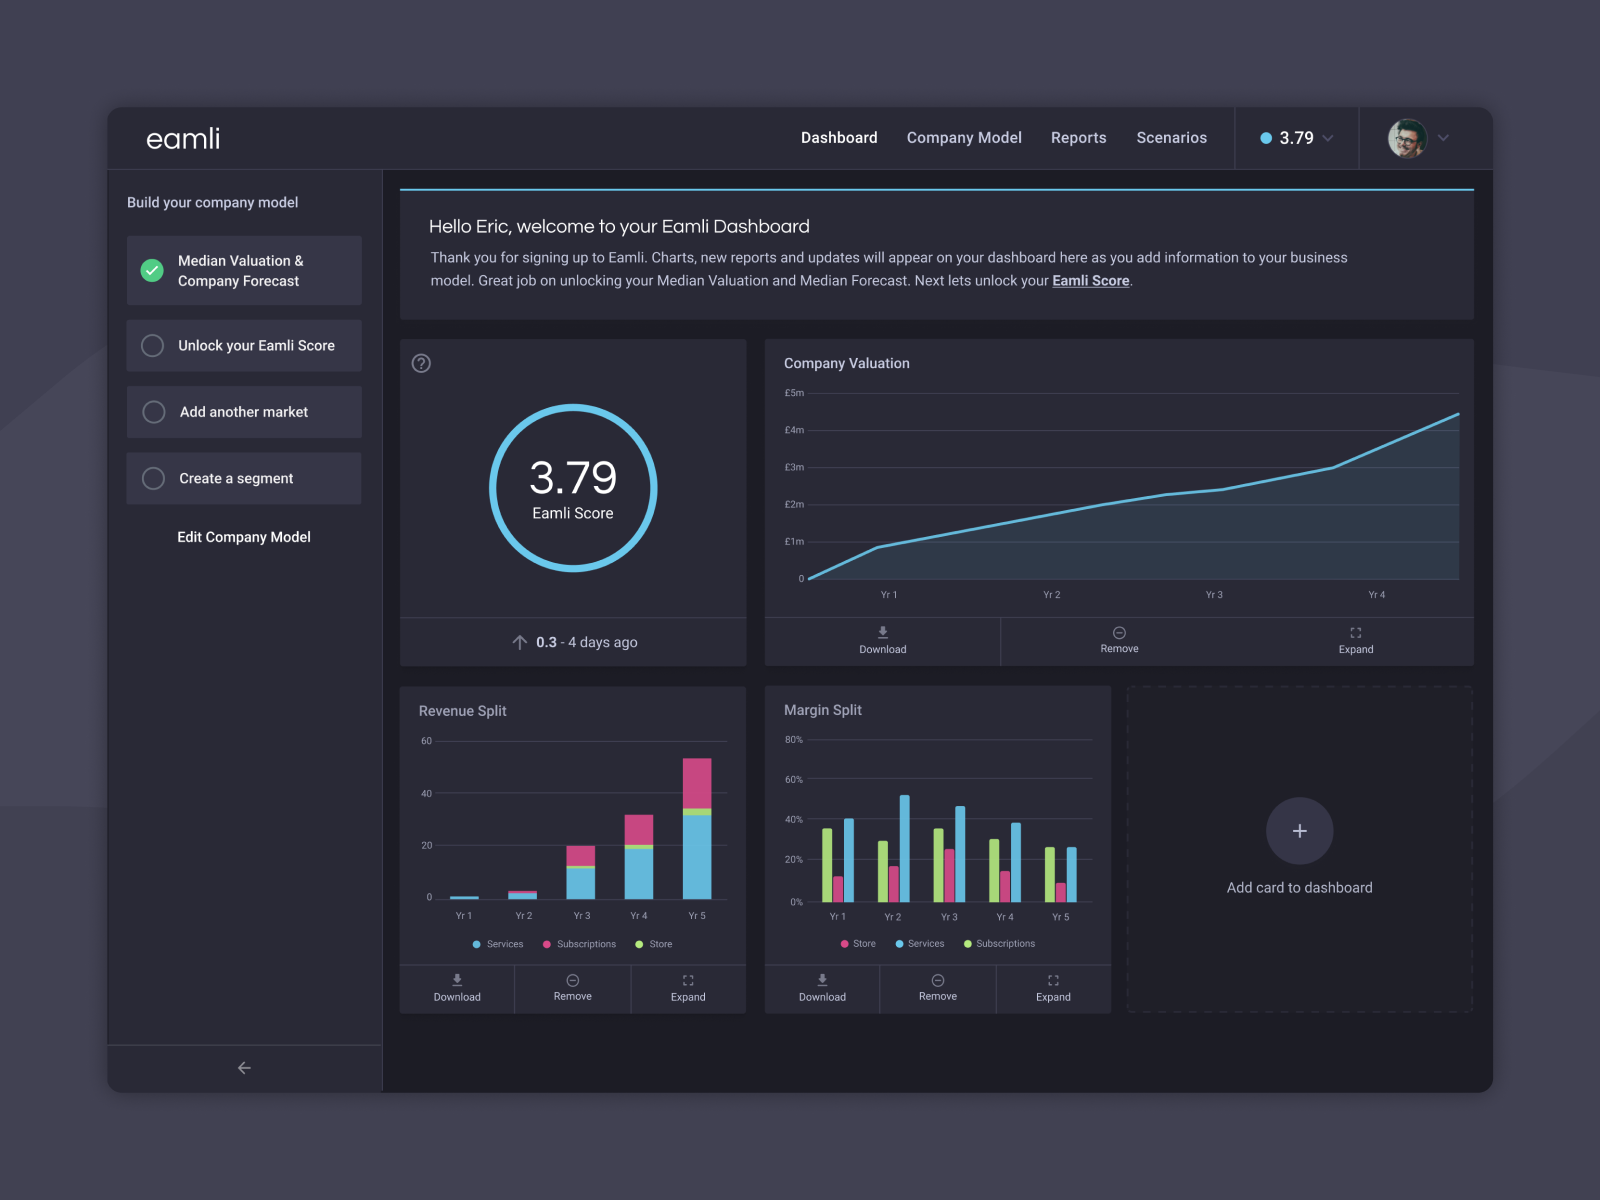 eamli
Dashboard
Company Model
Reports
Scenarios
3.79
Build your company model
Median Valuation &
Company Forecast
Unlock your Eamli Score
Add another market
Create a segment
Edit Company Model
Hello Eric, welcome to your Eamli Dashboard
Thank you for signing up to Eamli. Charts, new reports and updates will appear on your dashboard here as you add information to your business
model. Great job on unlocking your Median Valuation and Median Forecast. Next lets unlock your Eamli Score.
?
3.79
Eamli Score
0.3 - 4 days ago
Company Valuation
£5m
£4m
£3m
£2m
£1m
0
Yr 1
Yr 2
Yr 3
Yr 4
Download
Remove
Expand
Revenue Split
60
40
20
0
Yr 1
Yr 2
Yr 3
Yr 4
Yr 5
Services
Subscriptions
Store
Download
Remove
Expand
Margin Split
80%
60%
40%
20%
0%
Yr 1
Yr 2
Yr 3
Yr 4
Yr 5
Store
Services
Subscriptions
Download
Remove
Expand
+
Add card to dashboard